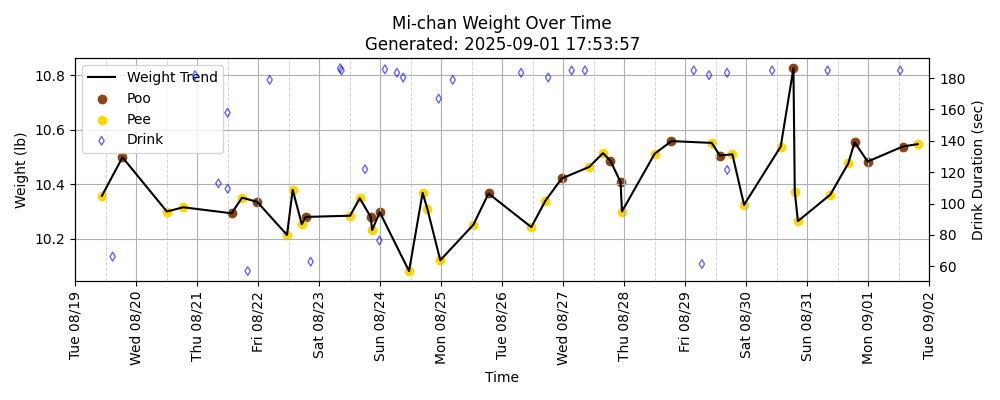 Mi-chan Weight Over Time
Generated: 2025-09-01 17:53:57
Weight Trend
Poo
Pee
Drink
Weight (lb)
10.8
10.6
10.4
10.2
Drink Duration (sec)
180
160
140
120
100
80
60
Tue 08/19
Wed 08/20
Thu 08/21
Fri 08/22
Sat 08/23
Sun 08/24
Mon 08/25
Tue 08/26
Wed 08/27
Thu 08/28
Fri 08/29
Sat 08/30
Sun 08/31
Mon 09/01
Tue 09/02
Time